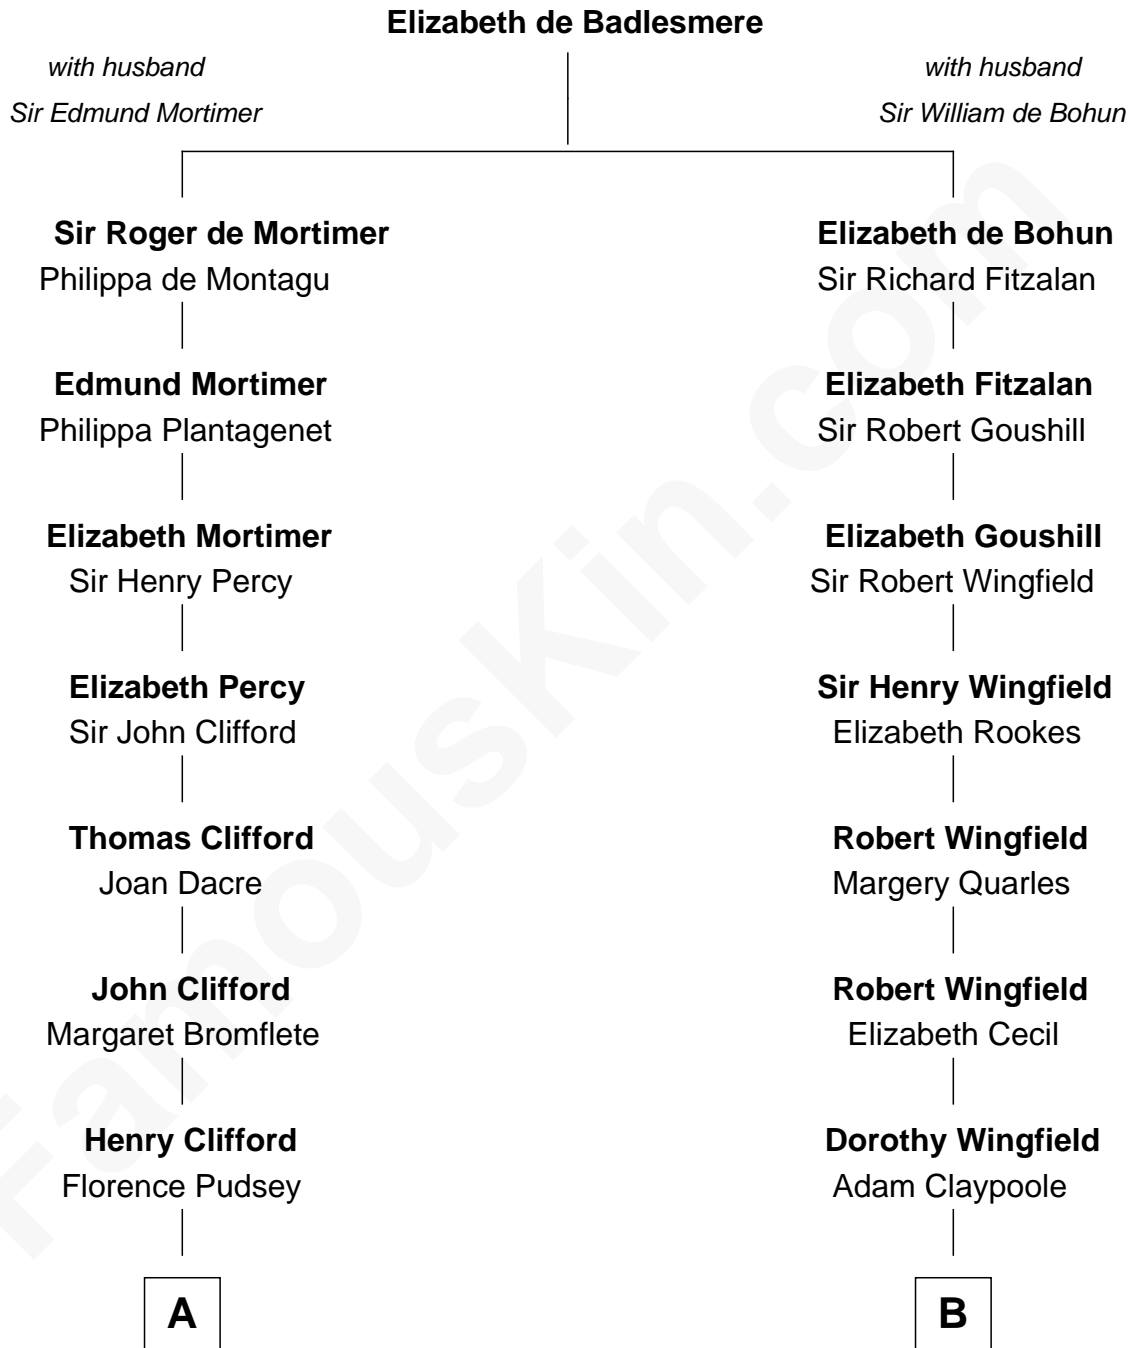 Elizabeth de Badlesmere
with husband
Sir Edmund Mortimer
with husband
Sir William de Bohun
Sir Roger de Mortimer
Philippa de Montagu
Elizabeth de Bohun
Sir Richard Fitzalan
Edmund Mortimer
Philippa Plantagenet
Elizabeth Fitzalan
Sir Robert Goushill
Elizabeth Mortimer
Sir Henry Percy
Elizabeth Goushill
Sir Robert Wingfield
Elizabeth Percy
Sir John Clifford
Sir Henry Wingfield
Elizabeth Rookes
Thomas Clifford
Joan Dacre
Robert Wingfield
Margery Quarles
John Clifford
Margaret Bromflete
Robert Wingfield
Elizabeth Cecil
Henry Clifford
Florence Pudsey
Dorothy Wingfield
Adam Claypoole
A
B
FamousKin.com